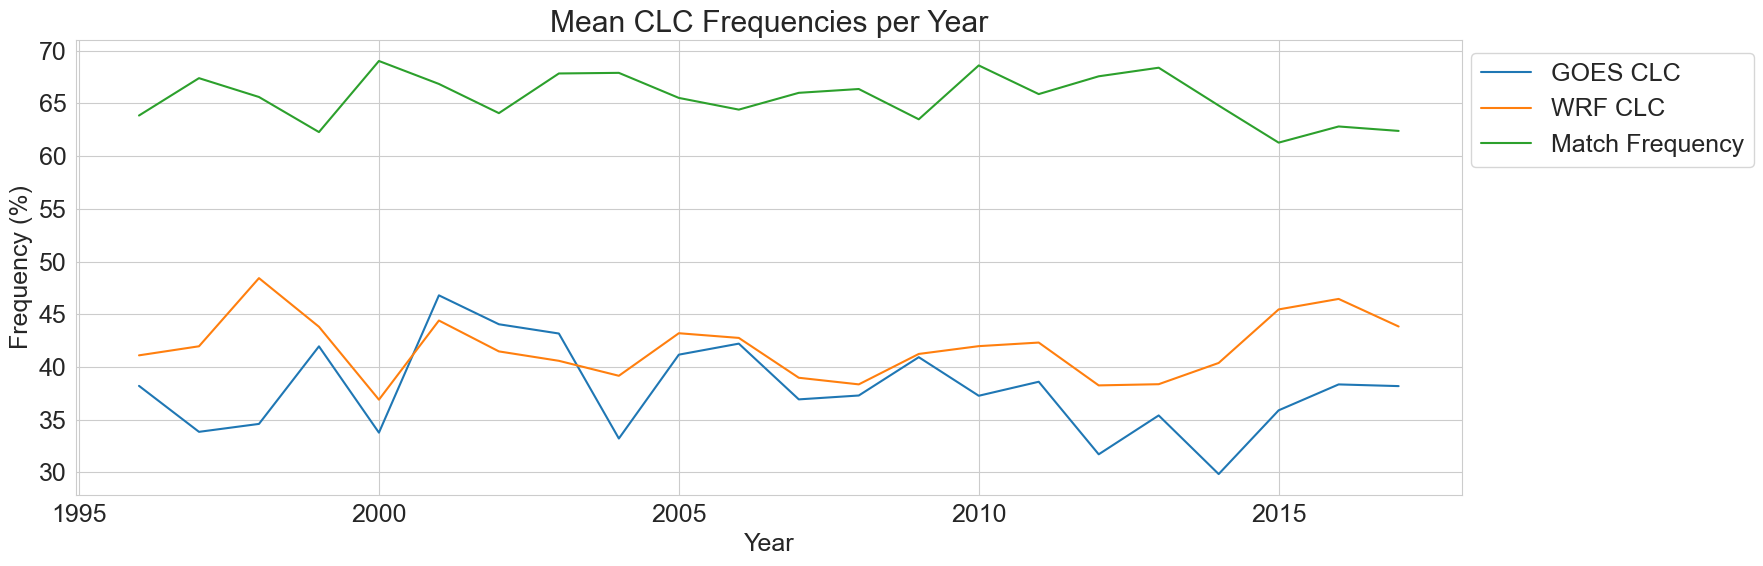 Mean CLC Frequencies per Year
70
65
60
55
50
45
40
35
30
Frequency (%)
1995
2000
2005
2010
2015
Year
GOES CLC
WRF CLC
Match Frequency